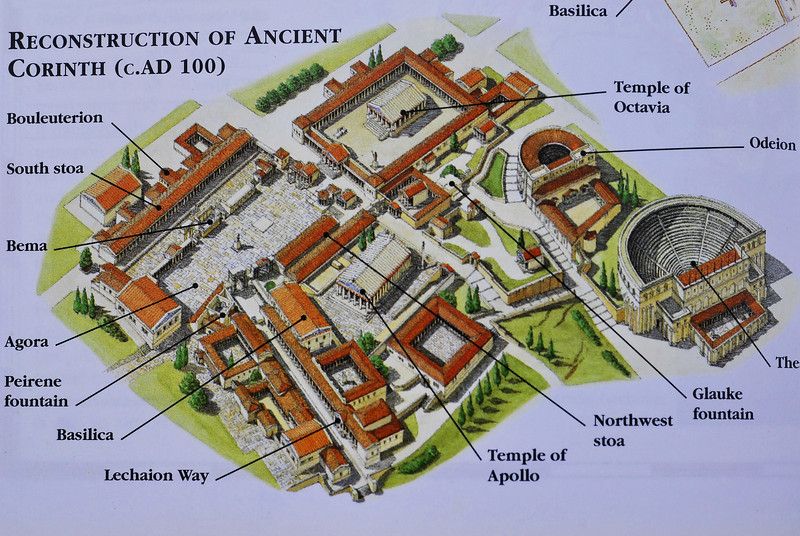 RECONSTRUCTION OF ANCIENT
CORINTH (C.AD 100)
Basilica
Bouleuterion
South stoa
Bema
Agora
Peirene
fountain
Basilica
Lechaion Way
Temple of
Octavia
Odeion
The
Glauke
fountain
Northwest
stoa
Temple of
Apollo